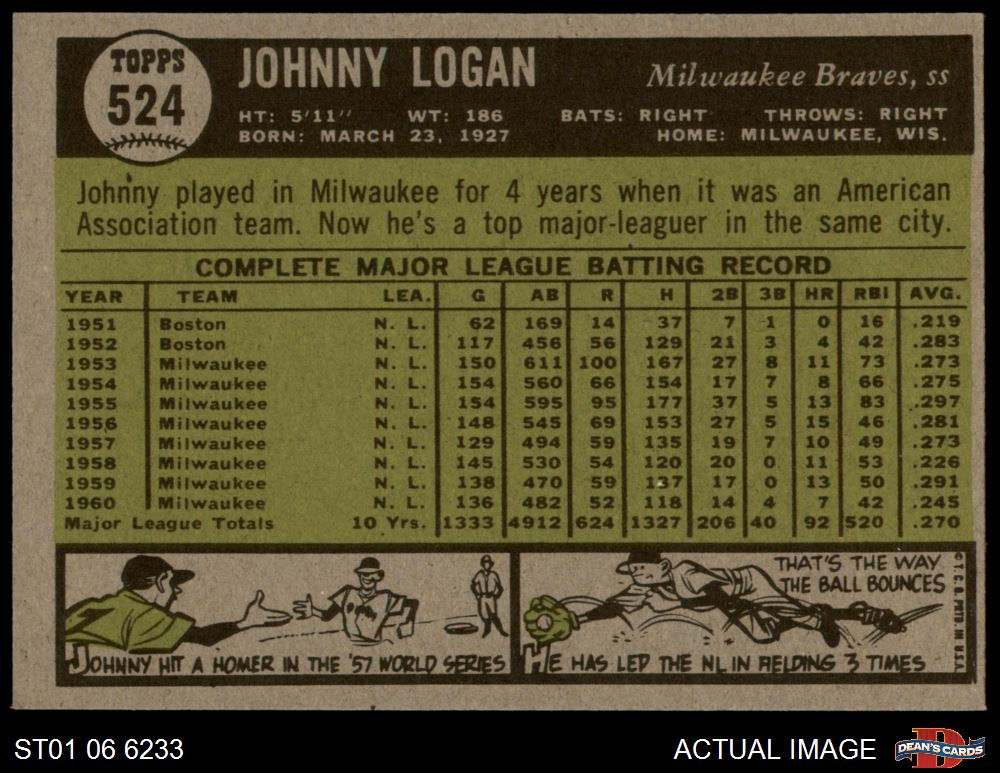 TOPPS
524
JOHNNY LOGAN
Milwaukee Braves, ss
HT: 5'11" WT: 186 BATS: RIGHT THROWS: RIGHT
BORN: MARCH 23, 1927 HOME: MILWAUKEE, WIS.
Johnny played in Milwaukee for 4 years when it was an American
Association team. Now he's a top major-leaguer in the same city.
COMPLETE MAJOR LEAGUE BATTING RECORD
YEAR TEAM LEA. G AB R H 2B 3B HR RBI AVG.
1951 Boston N. L. 62 169 14 37 7 1 0 16 .219
1952 Boston N. L. 117 456 56 129 21 3 4 42 .283
1953 Milwaukee N. L. 150 611 100 167 27 8 11 73 .273
1954 Milwaukee N. L. 154 560 66 154 17 7 8 66 .275
1955 Milwaukee N. L. 154 595 95 177 37 5 13 83 .297
1956 Milwaukee N. L. 148 545 69 153 27 5 15 46 .281
1957 Milwaukee N. L. 129 494 59 135 19 7 10 49 .273
1958 Milwaukee N. L. 145 530 54 120 20 0 11 53 .226
1959 Milwaukee N. L. 138 470 59 137 17 0 13 50 .291
1960 Milwaukee N. L. 136 482 52 118 14 4 7 42 .245
Major League Totals 10 Yrs. 1333 4912 624 1327 206 40 92 520 .270
JOHNNY HIT A HOMER IN THE '57 WORLD SERIES
THAT'S THE WAY
THE BALL BOUNCES
HE HAS LED THE NL IN FIELDING 3 TIMES
© T. C. G. PRTD. IN U.S.A.
ST01 06 6233
ACTUAL IMAGE
DEAN'S CARDS